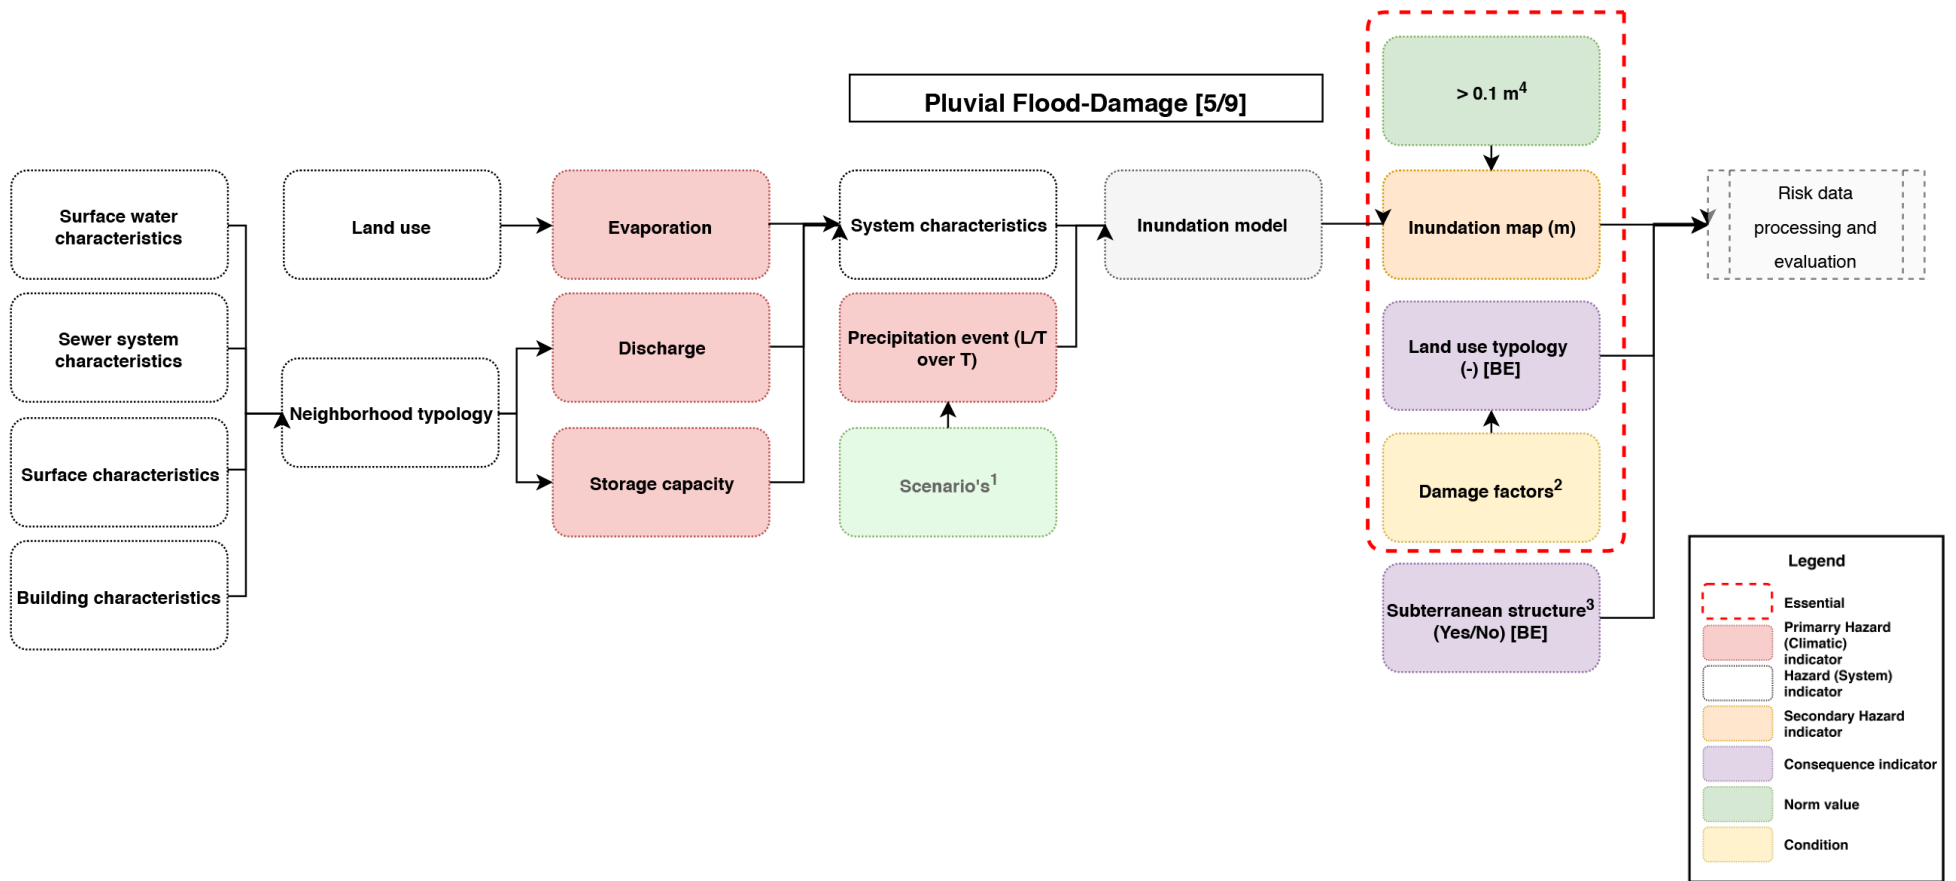 Pluvial Flood-Damage [5/9]
> 0.1 m⁴
Surface water
characteristics
Land use
Evaporation
System characteristics
Inundation model
Inundation map (m)
Risk data
processing and
evaluation
Sewer system
characteristics
Discharge
Precipitation event (L/T
over T)
Land use typology
(-) [BE]
Neighborhood typology
Surface characteristics
Storage capacity
Scenario's¹
Damage factors²
Building characteristics
Subterranean structure³
(Yes/No) [BE]
Legend
Essential
Primarry Hazard
(Climatic)
indicator
Hazard (System)
indicator
Secondary Hazard
indicator
Consequence indicator
Norm value
Condition